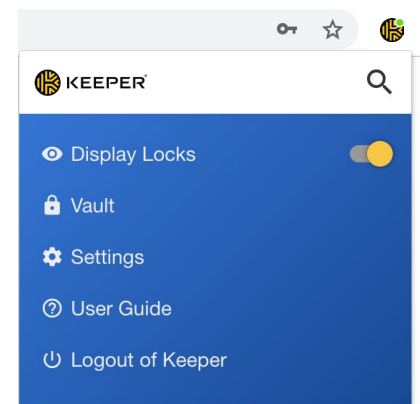 KEEPER
Display Locks
Vault
Settings
User Guide
Logout of Keeper